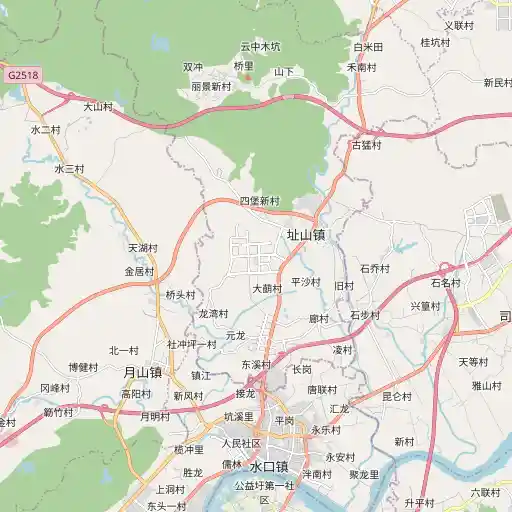 义联村
桂坑村
云中木坑
白米田
双冲
桥里
山下
禾南村
G2518
丽景新村
新民村
大山村
水二村
古猛村
水三村
四堡新村
址山镇
天湖村
金居村
石乔村
石名村
大鹏村
平沙村
旧村
桥头村
兴篁村
龙湾村
廊村
石步村
司
元龙
社冲坪一村
北一村
凌村
博健村
东溪村
天等村
月山镇
镇江
长岗
冈峰村
高阳村
新凤村
接龙
唐联村
昆仑村
雅山村
簕竹村
月明村
坑溪里
平岗
汇龙
金村
永乐村
人民社区
新村
榄冲里
儒林
水口镇
永安村
胜龙
泮南村
聚龙里
上洞村
公益圩第一社区
六联村
东头一村
升平村